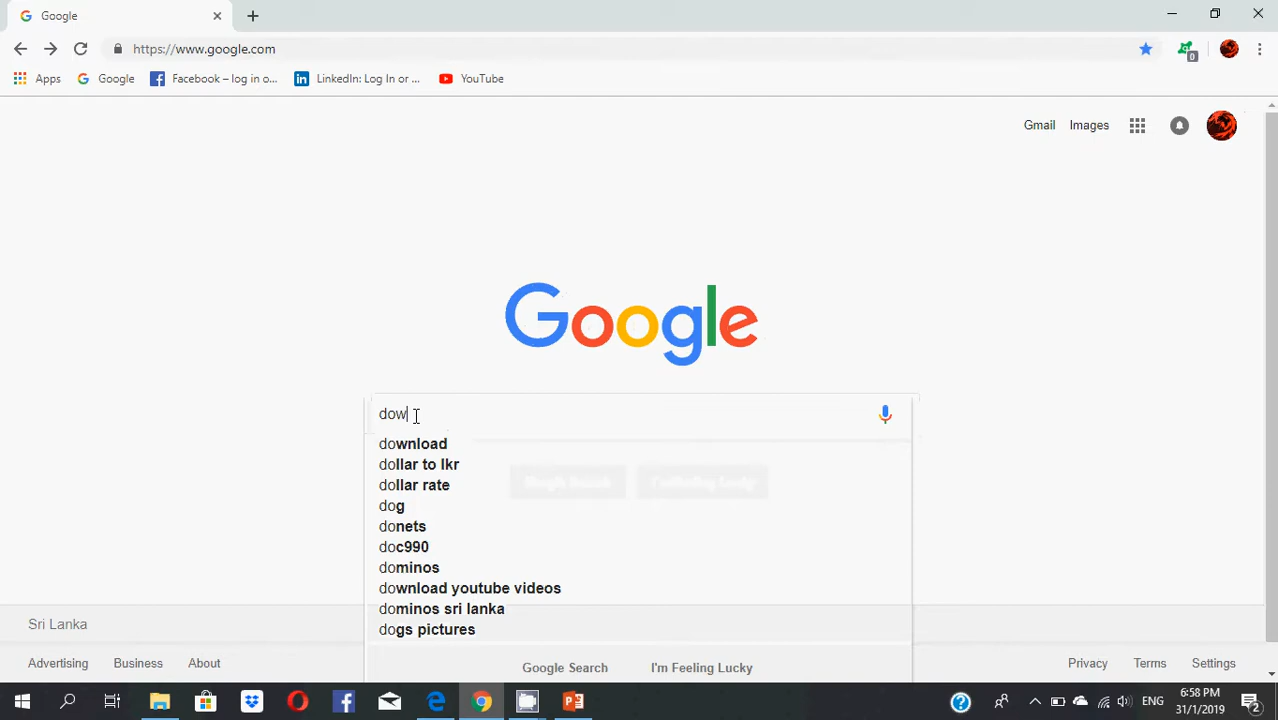 Google
https://www.google.com
Apps Google Facebook – log in o... LinkedIn: Log In or ... YouTube
Gmail Images
Google
dow
download
dollar to lkr
dollar rate
dog
donets
doc990
dominos
download youtube videos
dominos sri lanka
dogs pictures
Google Search I'm Feeling Lucky
Sri Lanka
Advertising Business About
Privacy Terms Settings
ENG
6:58 PM
31/1/2019
0
2